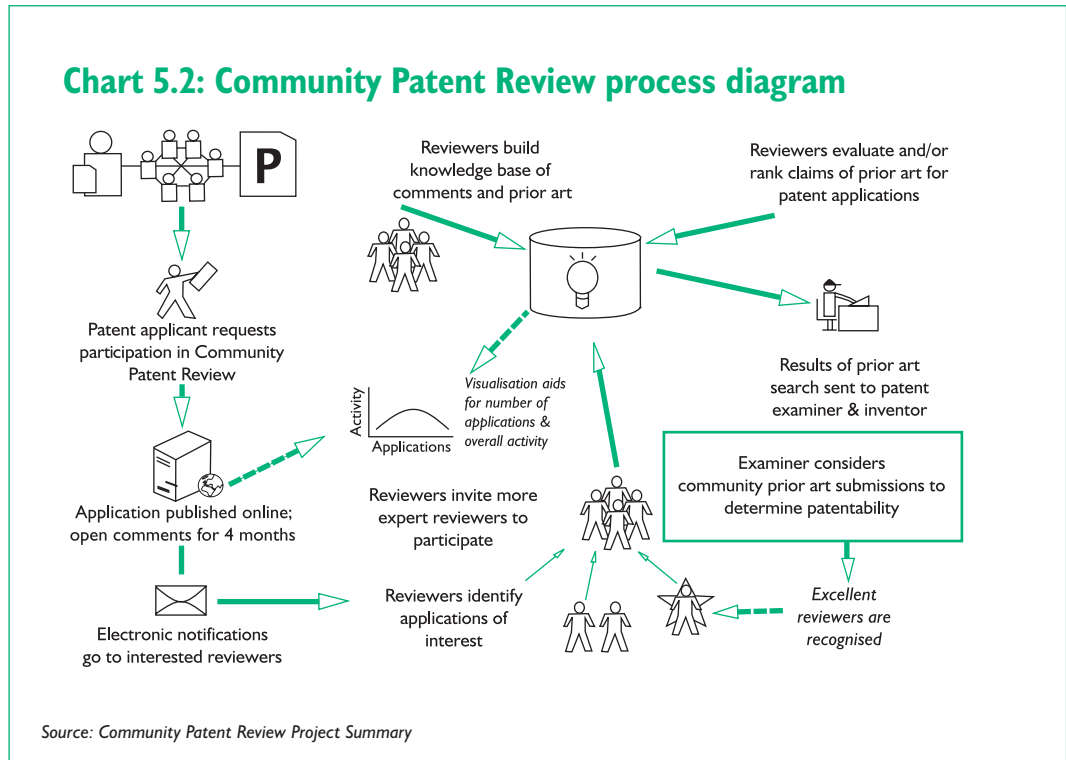 Chart 5.2: Community Patent Review process diagram
P
Patent applicant requests
participation in Community
Patent Review
Application published online;
open comments for 4 months
Electronic notifications
go to interested reviewers
Reviewers build
knowledge base of
comments and prior art
Activity
Applications
Visualisation aids
for number of
applications &
overall activity
Reviewers invite more
expert reviewers to
participate
Reviewers identify
applications of
interest
Reviewers evaluate and/or
rank claims of prior art for
patent applications
Results of prior art
search sent to patent
examiner & inventor
Examiner considers
community prior art submissions to
determine patentability
Excellent
reviewers are
recognised
Source: Community Patent Review Project Summary